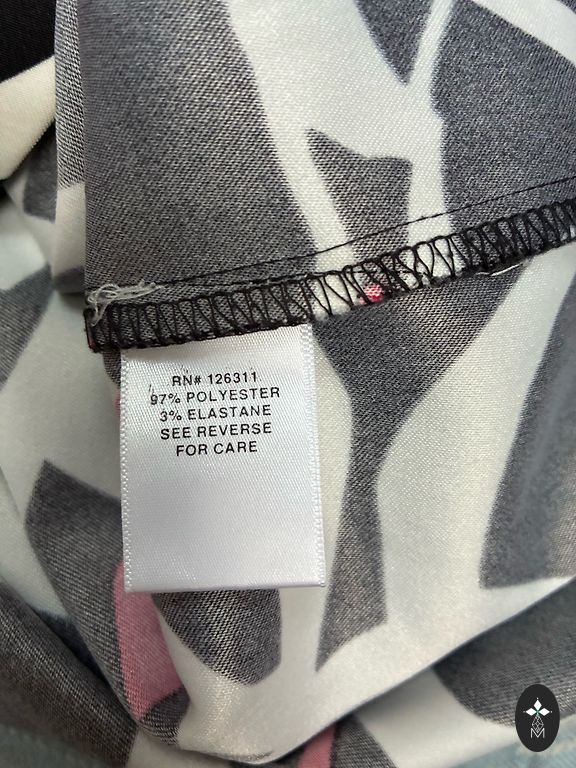 RN# 126311
97% POLYESTER
3% ELASTANE
SEE REVERSE
FOR CARE
M